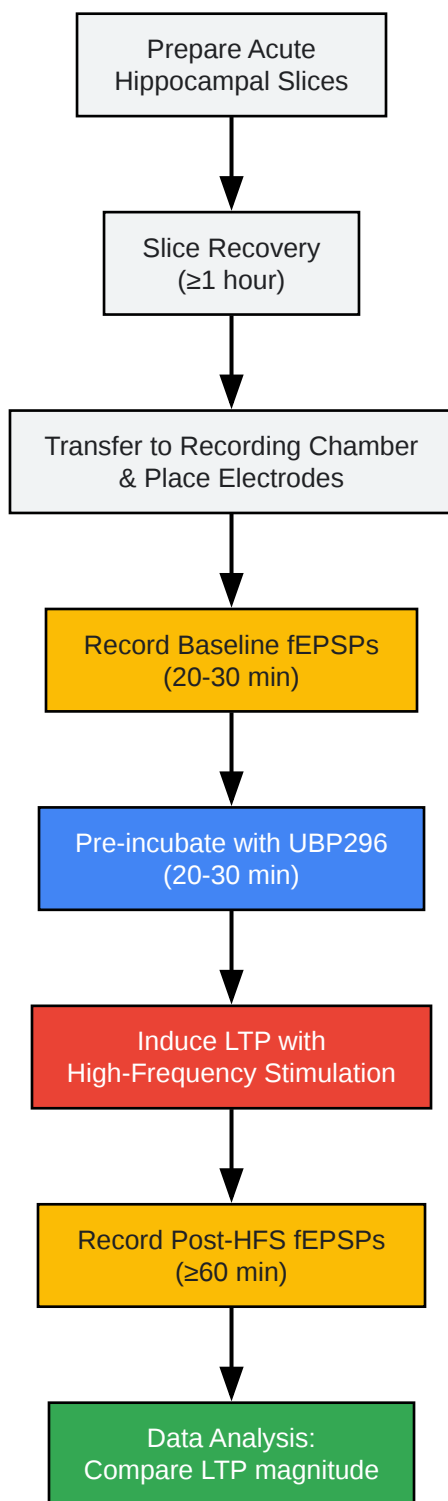 Prepare Acute
Hippocampal Slices
Slice Recovery
(≥1 hour)
Transfer to Recording Chamber
& Place Electrodes
Record Baseline fEPSPs
(20-30 min)
Pre-incubate with UBP296
(20-30 min)
Induce LTP with
High-Frequency Stimulation
Record Post-HFS fEPSPs
(≥60 min)
Data Analysis:
Compare LTP magnitude